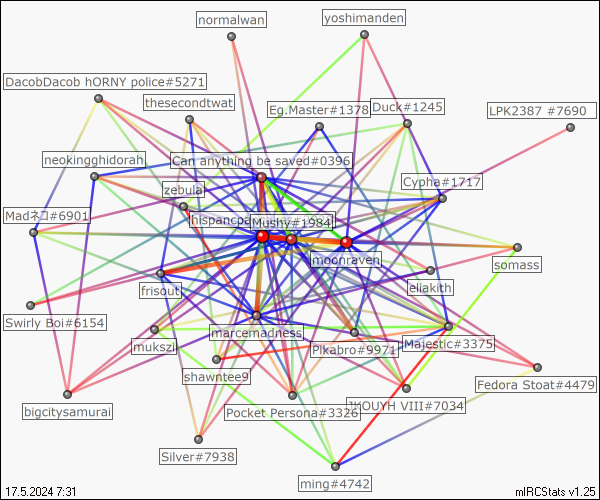 normalwan
yoshimanden
DacobDacob hORNY police#5271
thesecondtwat
Eg.Master#1378
Duck#1245
LPK2387 #7690
neokingghidorah
Can anything be saved#0396
zebula
Cypha#1717
Madネコ#6901
Mushy#1984
moonraven
somass
frisout
eliakith
Swirly Boi#6154
marcemadness
mukszil
Pikabro#9971
Majestic#3375
shawntee9
Fedora Stoat#4479
bigcitysamurai
Pocket Persona#3326
VIII#7034
Silver#7938
ming#4742
17.5.2024 7:31
mIRCStats v1.25